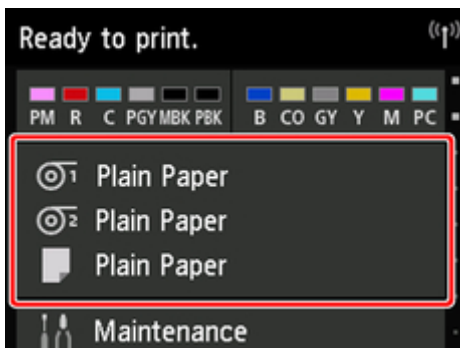 Ready to print.
PM R C PGY MBK PBK B CO GY Y M PC
1 Plain Paper
2 Plain Paper
Plain Paper
Maintenance